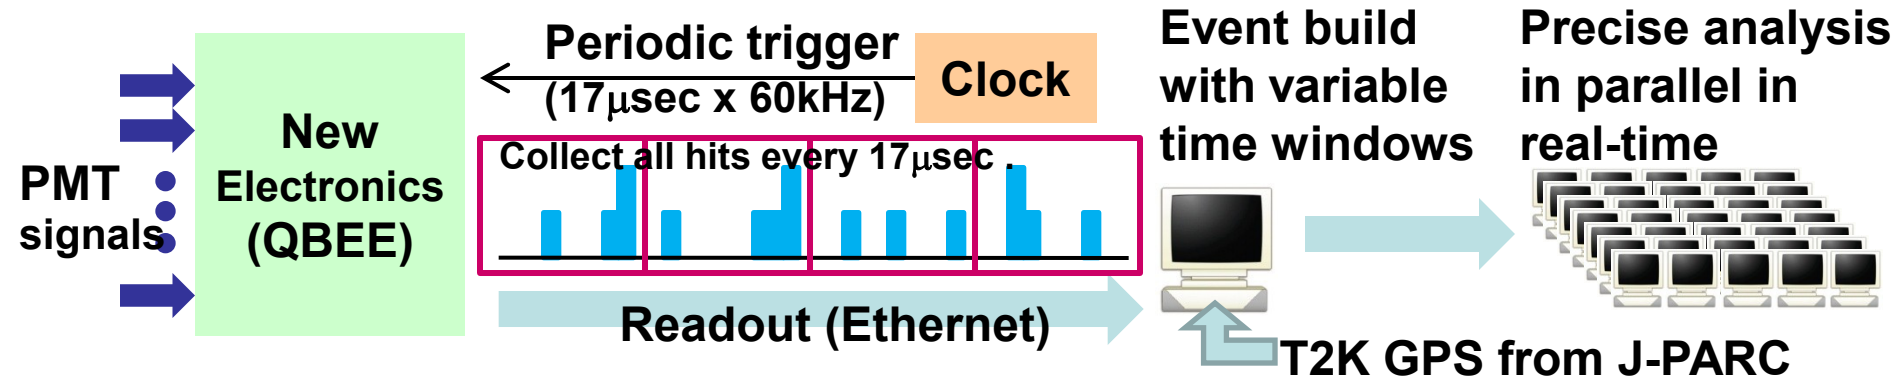 PMT
signals
New
Electronics
(QBEE)
Periodic trigger
(17μsec x 60kHz)
Clock
Collect all hits every 17μsec .
Readout (Ethernet)
Event build
with variable
time windows
Precise analysis
in parallel in
real-time
T2K GPS from J-PARC